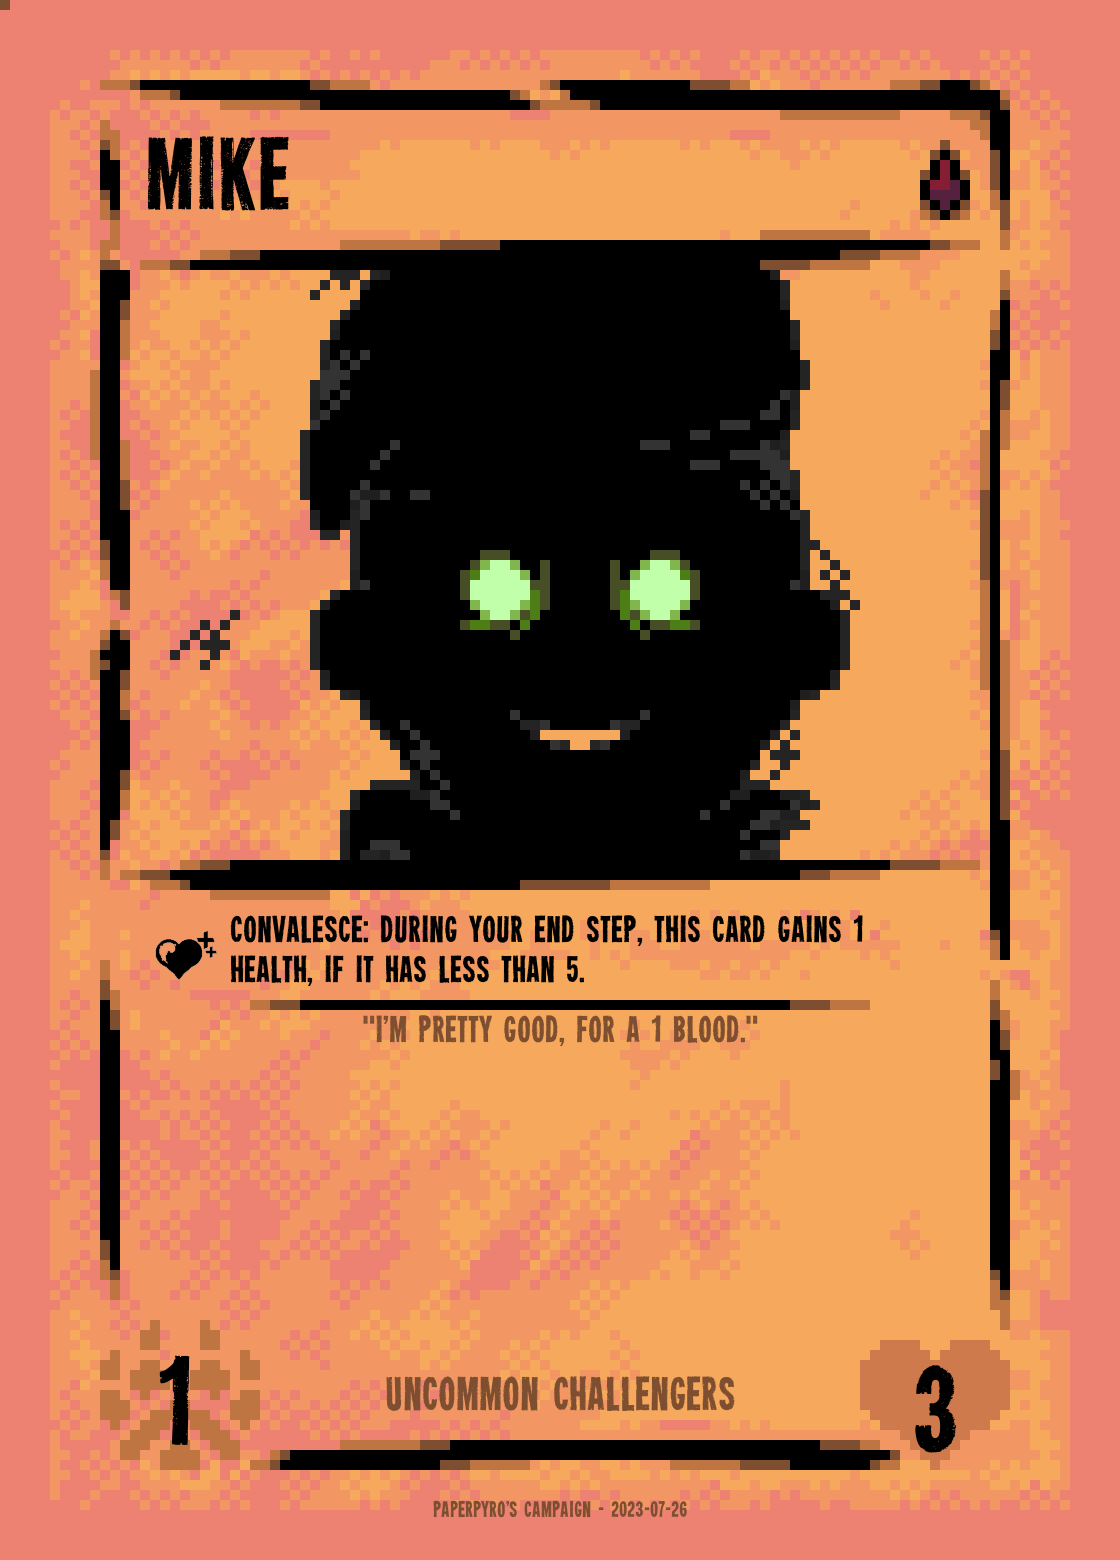 MIKE
CONVALESCE: DURING YOUR END STEP, THIS CARD GAINS 1
HEALTH, IF IT HAS LESS THAN 5.
"I'M PRETTY GOOD, FOR A 1 BLOOD."
1
UNCOMMON CHALLENGERS
3
PAPERPYRO'S CAMPAIGN - 2023-07-26